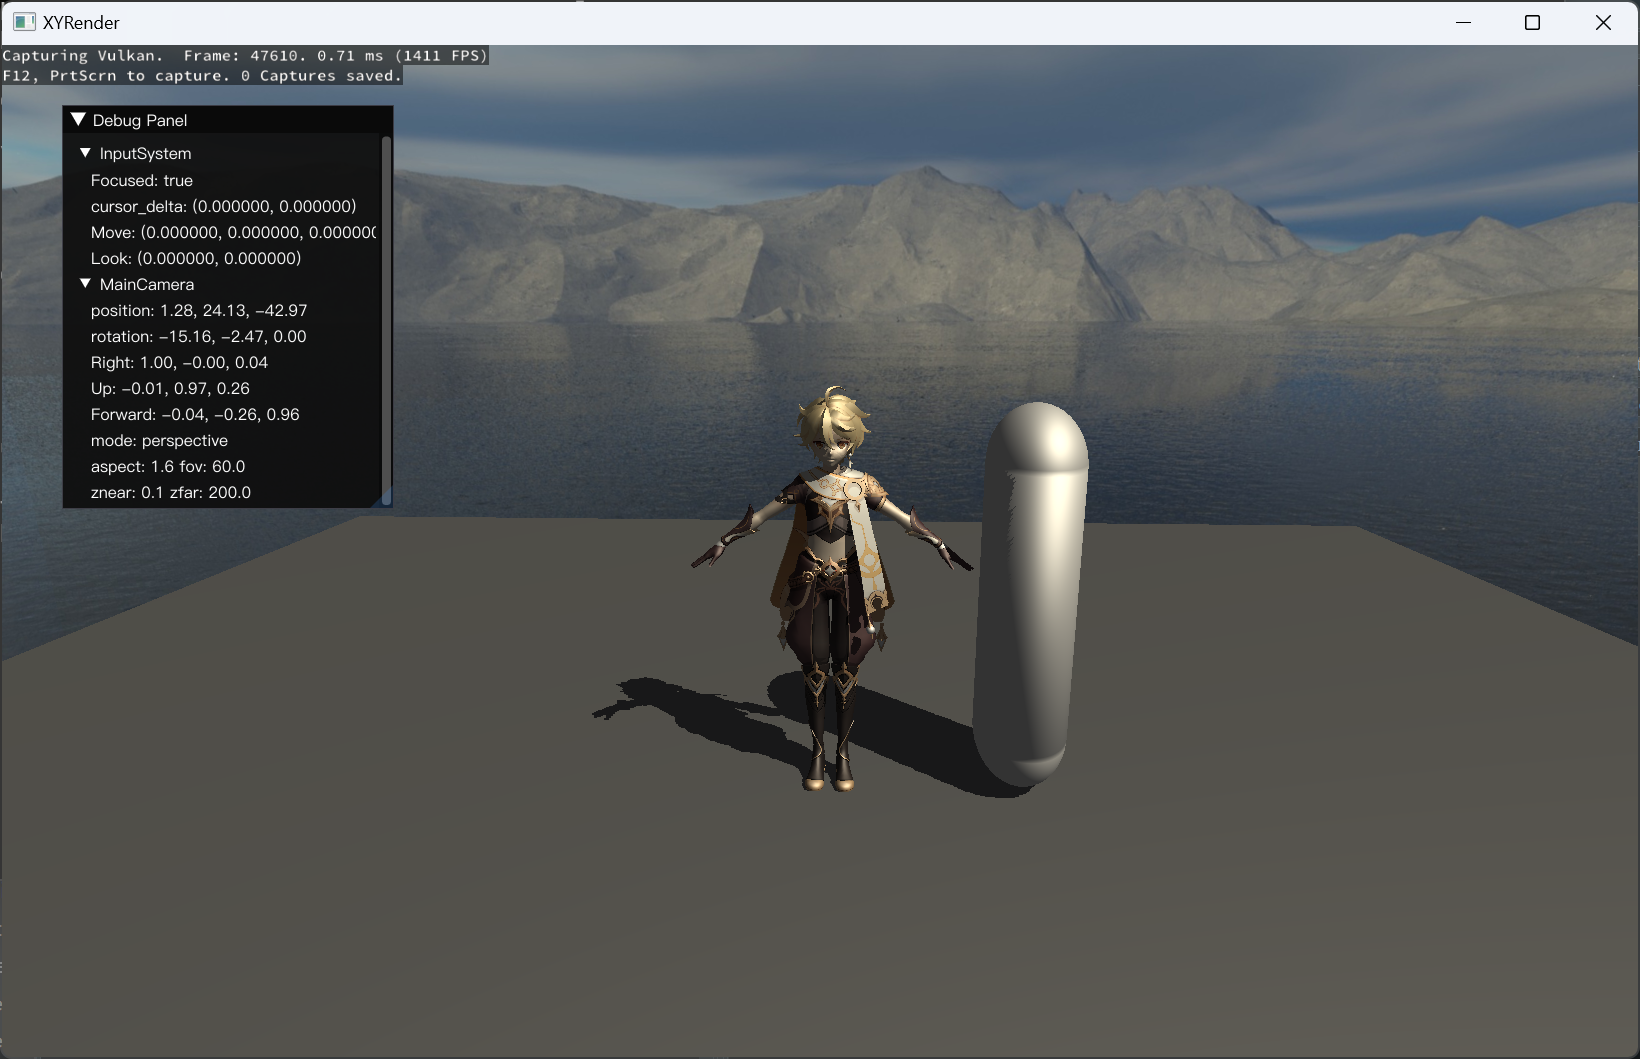 XYRender
Capturing Vulkan. Frame: 47610. 0.71 ms (1411 FPS)
F12, PrtScrn to capture. 0 Captures saved.
Debug Panel
InputSystem
Focused: true
cursor_delta: (0.000000, 0.000000)
Move: (0.000000, 0.000000, 0.000000
Look: (0.000000, 0.000000)
MainCamera
position: 1.28, 24.13, -42.97
rotation: -15.16, -2.47, 0.00
Right: 1.00, -0.00, 0.04
Up: -0.01, 0.97, 0.26
Forward: -0.04, -0.26, 0.96
mode: perspective
aspect: 1.6 fov: 60.0
znear: 0.1 zfar: 200.0